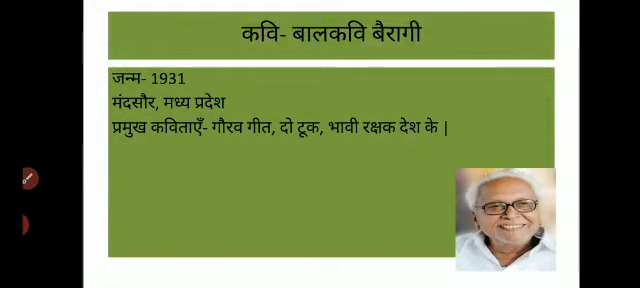 कवि- बालकवि बैरागी
जन्म- 1931
मंदसौर, मध्य प्रदेश
प्रमुख कविताएँ- गौरव गीत, दो टूक, भावी रक्षक देश के |